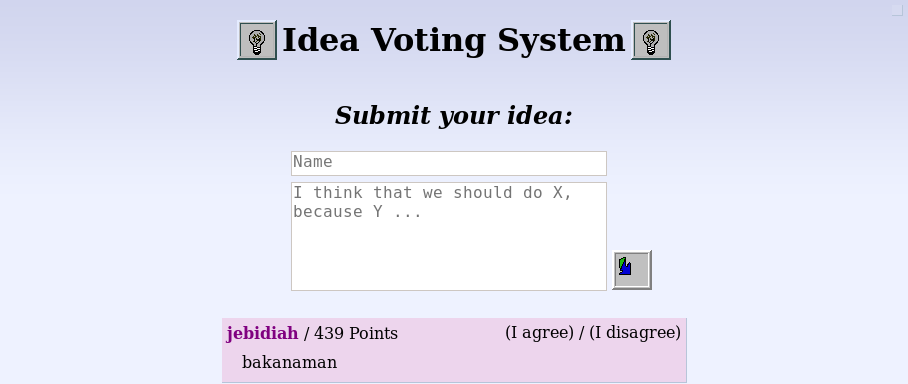 Idea Voting System
Submit your idea:
Name
I think that we should do X,
because Y ...
jebidiah / 439 Points (I agree) / (I disagree)
bakanaman